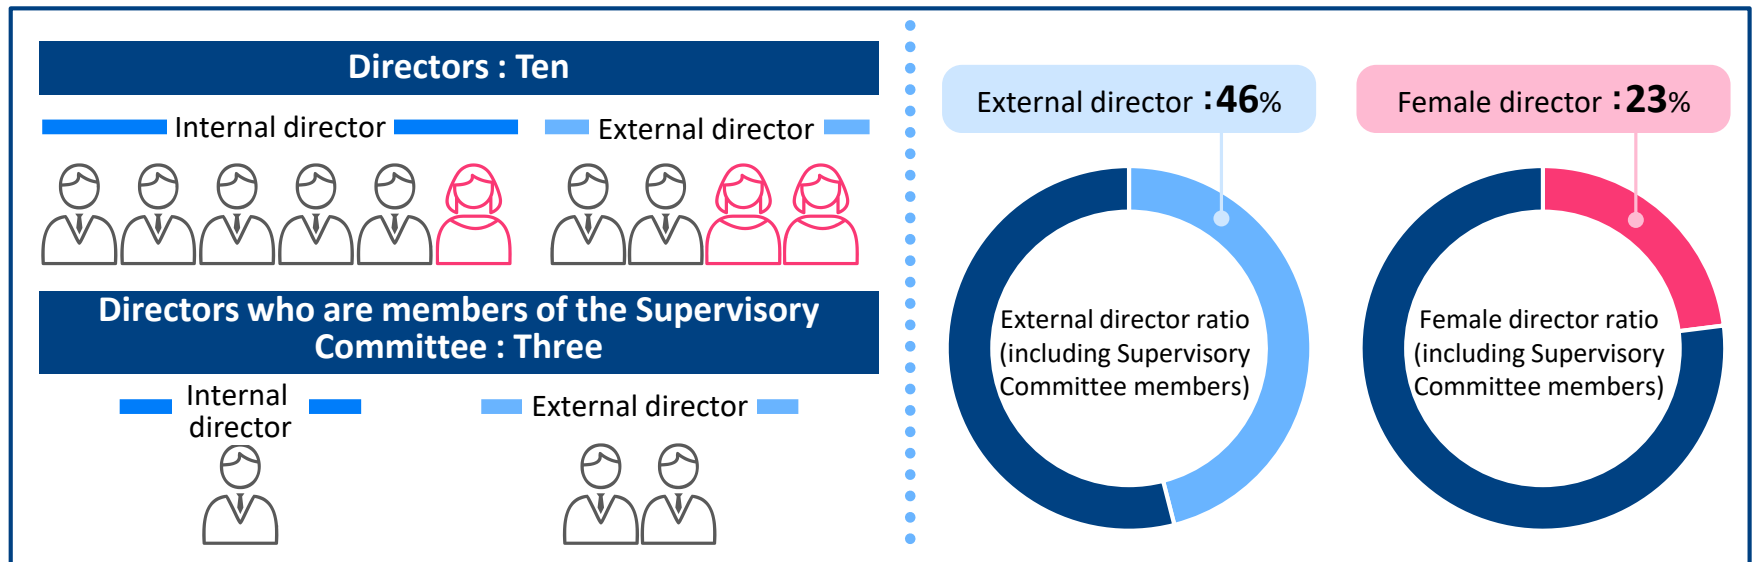 Directors : Ten
Internal director
External director
Directors who are members of the Supervisory
Committee : Three
Internal
director
External director
External director :46%
Female director :23%
External director ratio
(including Supervisory
Committee members)
Female director ratio
(including Supervisory
Committee members)